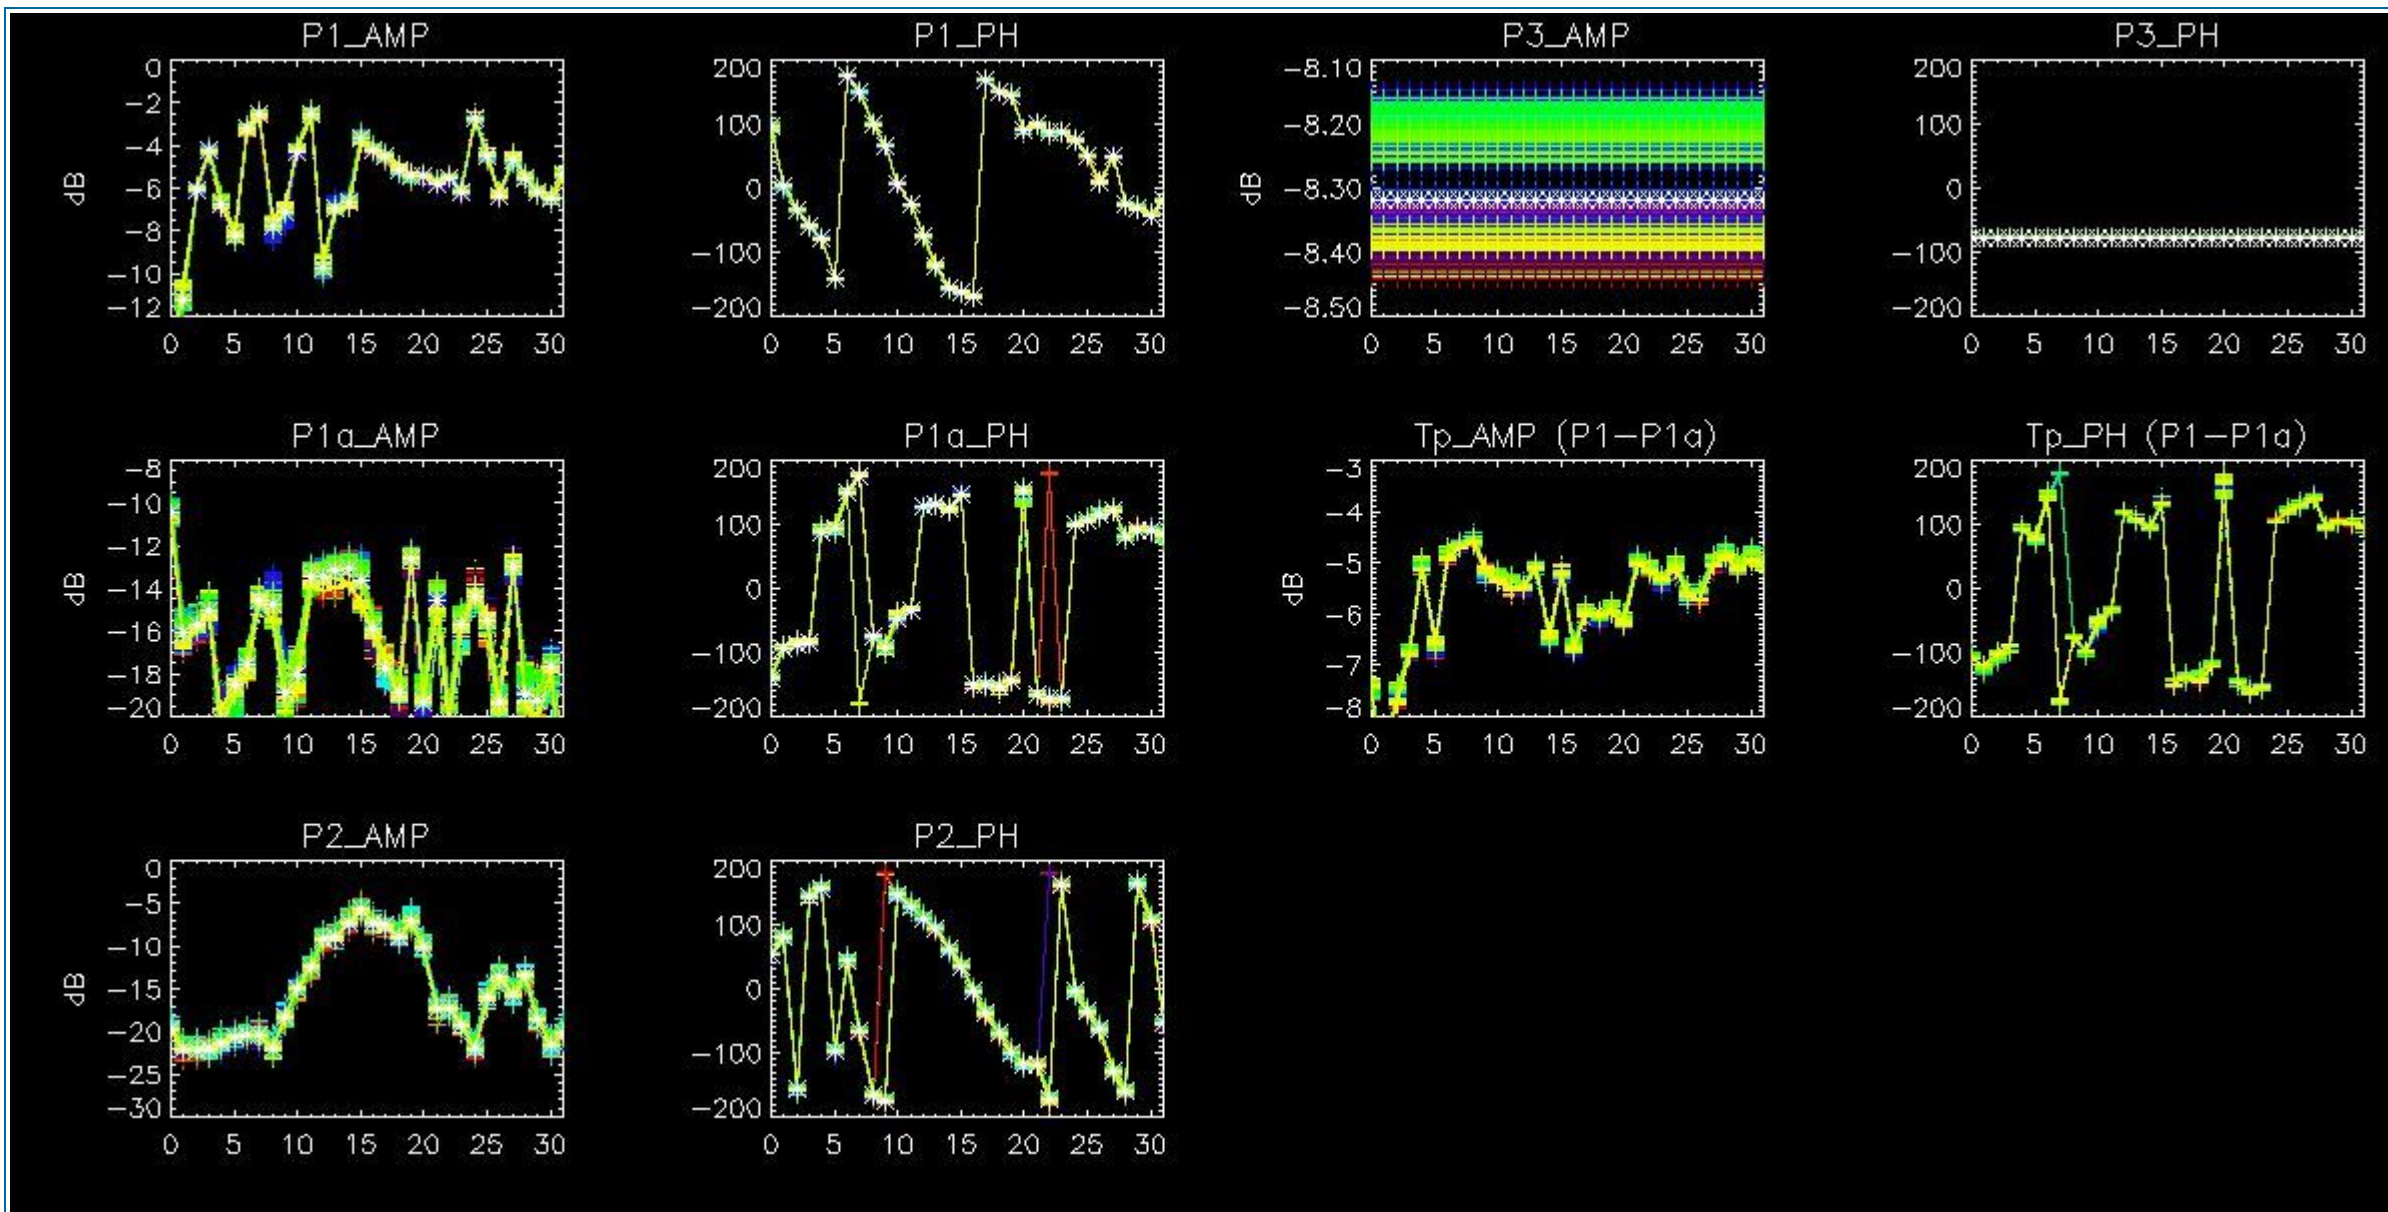 P1_AMP
0
−2
−4
−6
−8
−10
−12
dB
0 5 10 15 20 25 30
P1_PH
200
100
0
−100
−200
0 5 10 15 20 25 30
P3_AMP
−8.10
−8.20
−8.30
−8.40
−8.50
dB
0 5 10 15 20 25 30
P3_PH
200
100
0
−100
−200
0 5 10 15 20 25 30
P1a_AMP
−8
−10
−12
−14
−16
−18
−20
dB
0 5 10 15 20 25 30
P1a_PH
200
100
0
−100
−200
0 5 10 15 20 25 30
Tp_AMP (P1−P1a)
−3
−4
−5
−6
−7
−8
dB
0 5 10 15 20 25 30
Tp_PH (P1−P1a)
200
100
0
−100
−200
0 5 10 15 20 25 30
P2_AMP
0
−5
−10
−15
−20
−25
−30
dB
0 5 10 15 20 25 30
P2_PH
200
100
0
−100
−200
0 5 10 15 20 25 30